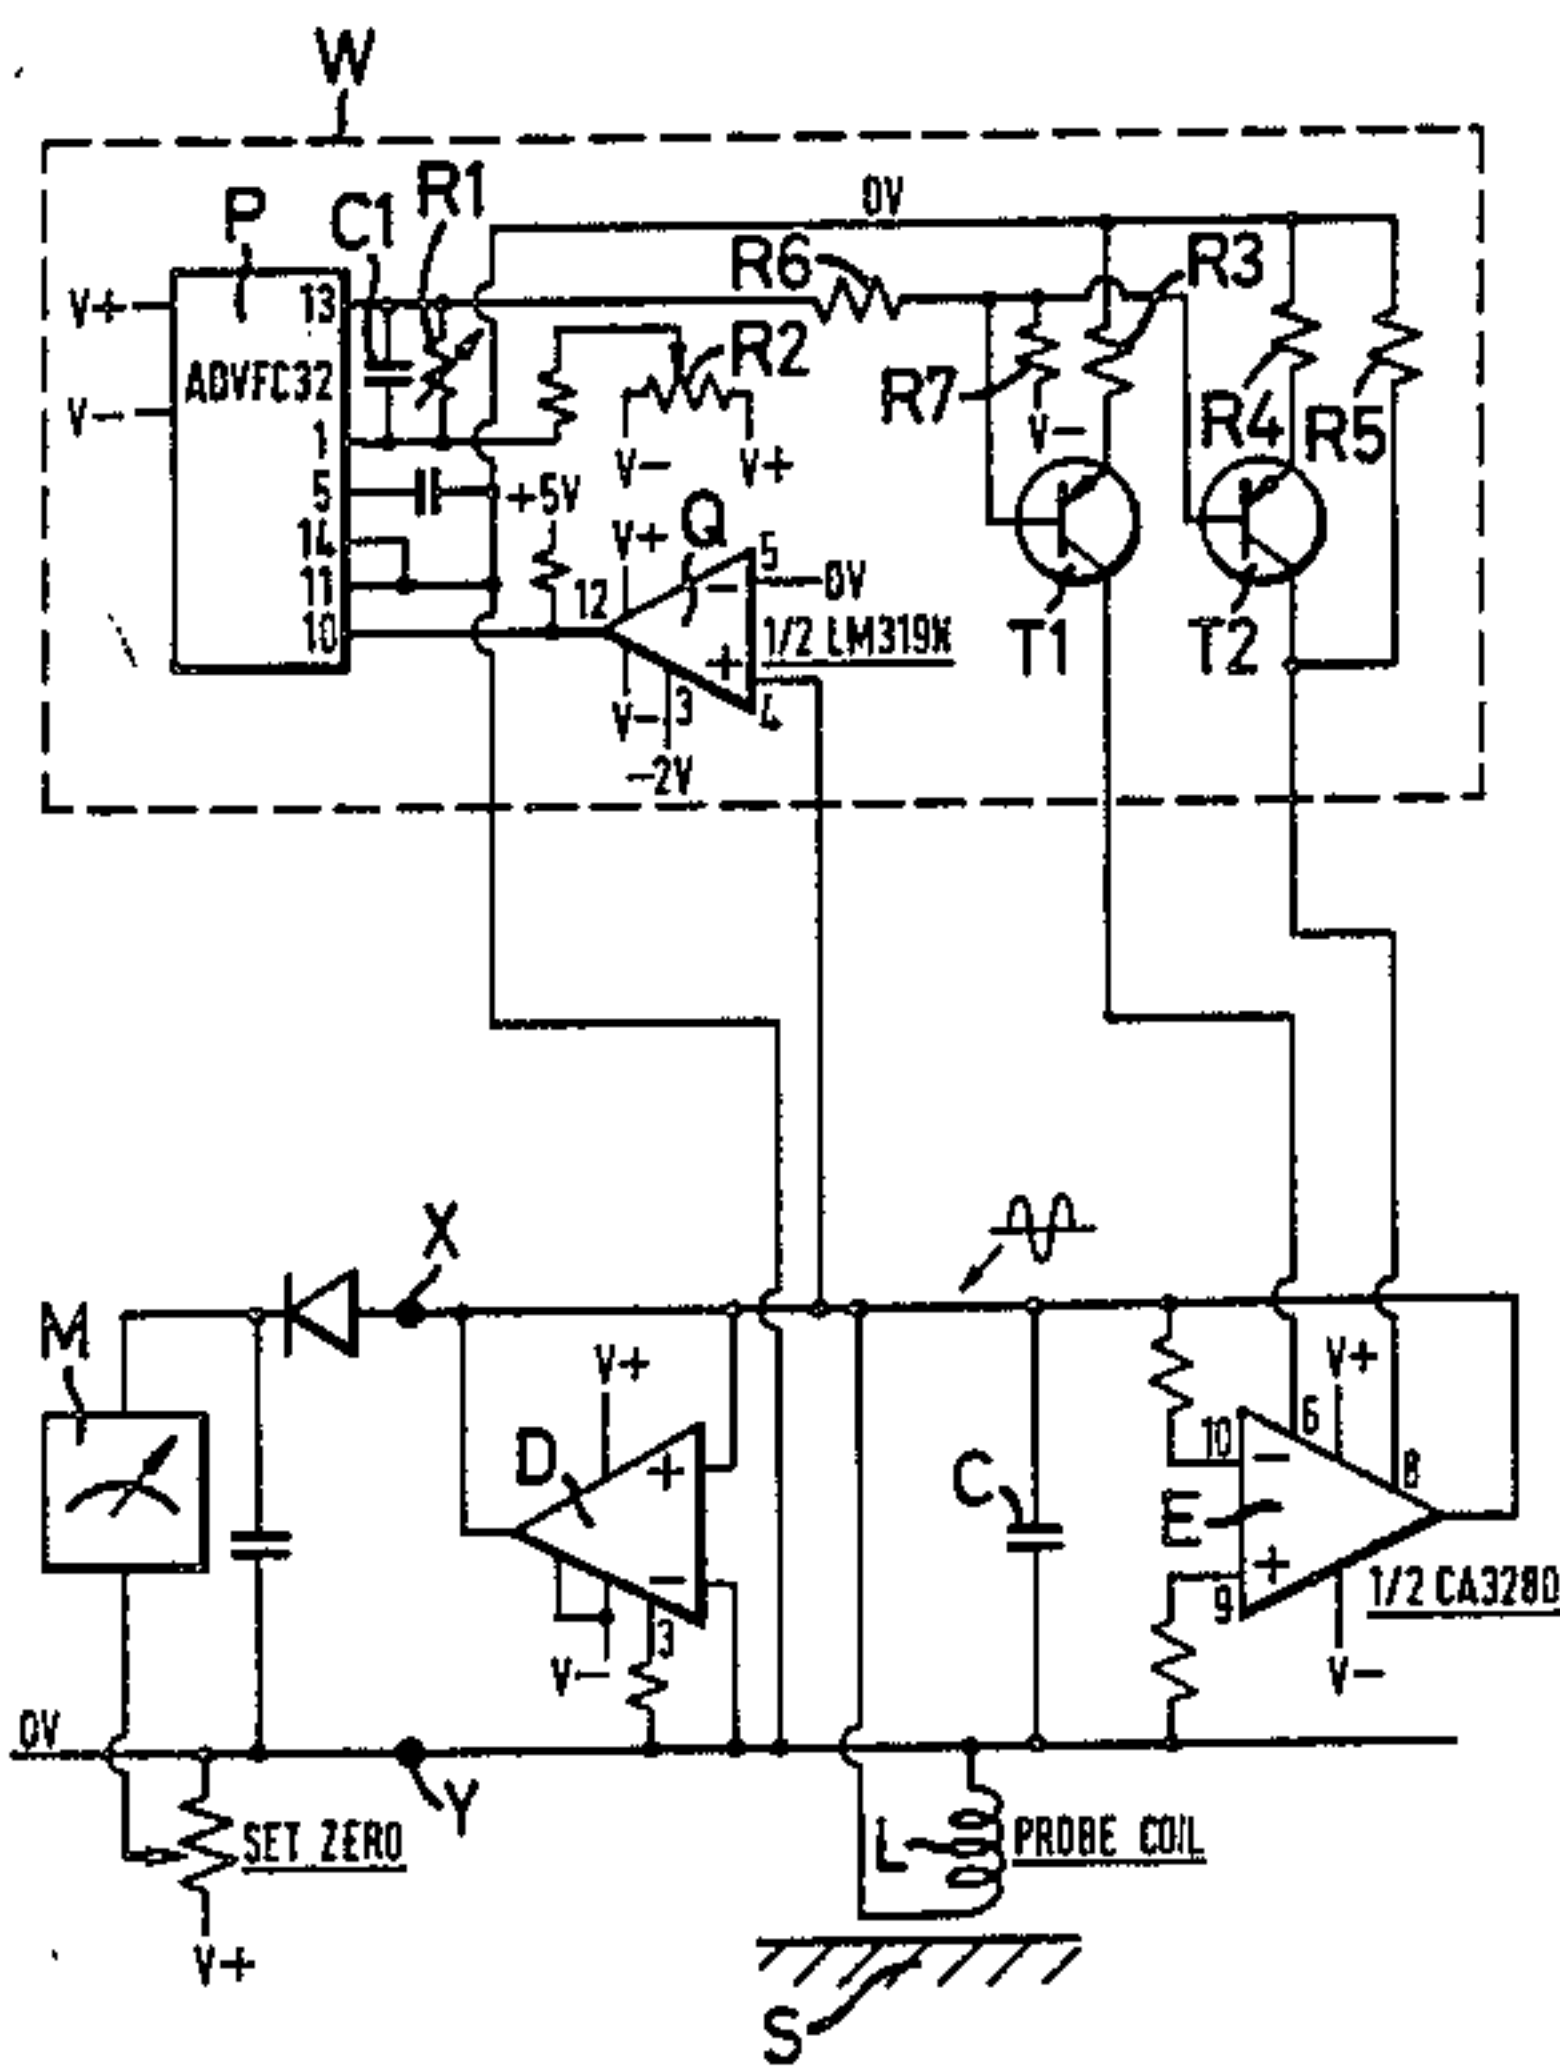 W
P
C1
R1
0V
R6
R3
V+
13
ADVFC32
R2
R7
V-
1
V-
V+
V-
R4
R5
5
+5V
Q
14
V+
5
11
12
-
0V
10
1/2 LM319N
+
T1
T2
V-
3
4
-2V
X
M
V+
V+
6
D
+
10
-
8
C
E
-
+
1/2 CA3280
9
3
V-
V-
0V
Y
SET ZERO
L
PROBE COIL
V+
S